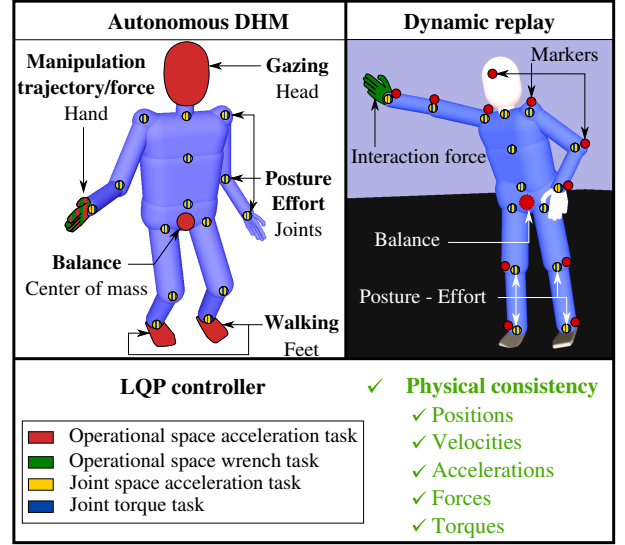 Autonomous DHM
Manipulation
trajectory/force
Hand
Gazing
Head
Posture
Effort
Joints
Balance
Center of mass
Walking
Feet
Dynamic replay
Markers
Interaction force
Balance
Posture - Effort
LQP controller
Operational space acceleration task
Operational space wrench task
Joint space acceleration task
Joint torque task
✓ Physical consistency
✓ Positions
✓ Velocities
✓ Accelerations
✓ Forces
✓ Torques